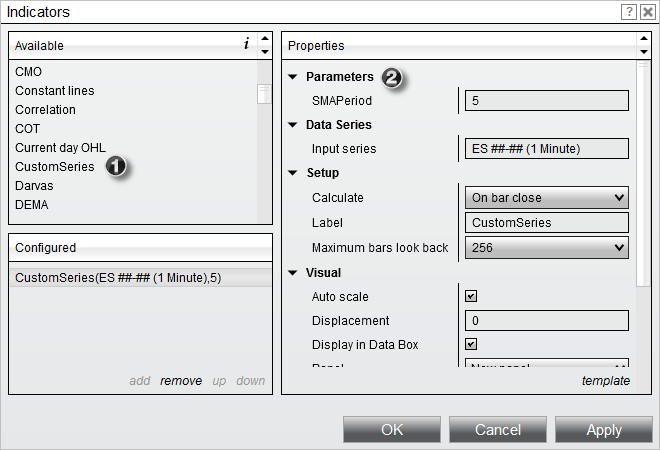 Indicators
? X
Available i
CMO
Constant lines
Correlation
COT
Current day OHL
CustomSeries 1
Darvas
DEMA
Configured
CustomSeries(ES ##-## (1 Minute),5)
add remove up down
Properties
Parameters 2
SMAPeriod 5
Data Series
Input series ES ##-## (1 Minute)
Setup
Calculate On bar close
Label CustomSeries
Maximum bars look back 256
Visual
Auto scale
Displacement 0
Display in Data Box
Panel New panel
template
OK Cancel Apply